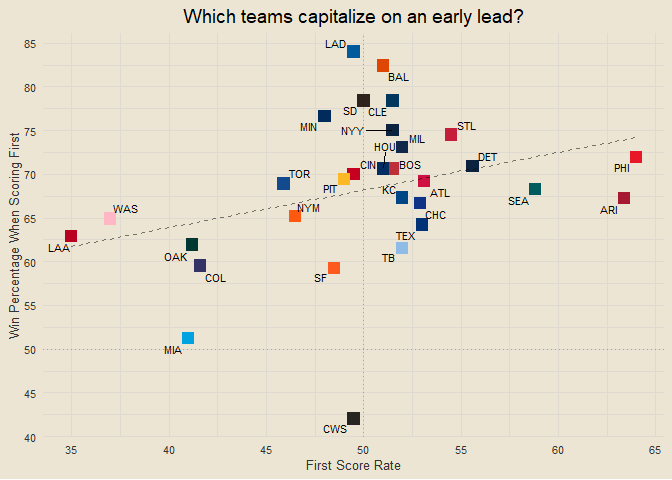 Which teams capitalize on an early lead?
Win Percentage When Scoring First
85
80
75
70
65
60
55
50
45
40
LAD
BAL
SD
CLE
MIN
NYY
STL
MIL
HOU
DET
CIN
BOS
PHI
TOR
PIT
KC
ATL
SEA
ARI
WAS
NYM
CHC
LAA
TEX
OAK
TB
COL
SF
MIA
CWS
35
40
45
50
55
60
65
First Score Rate